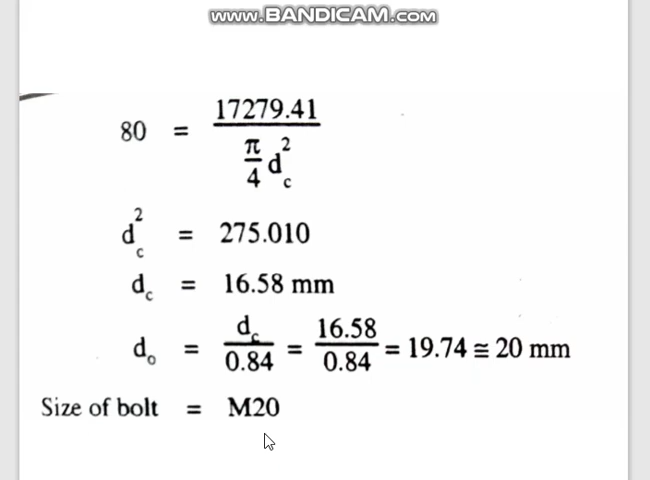 www.BANDICAM.com
80 = 17279.41 / (π/4 d_c^2)
d_c^2 = 275.010
d_c = 16.58 mm
d_o = d_c/0.84 = 16.58/0.84 = 19.74 ≅ 20 mm
Size of bolt = M20